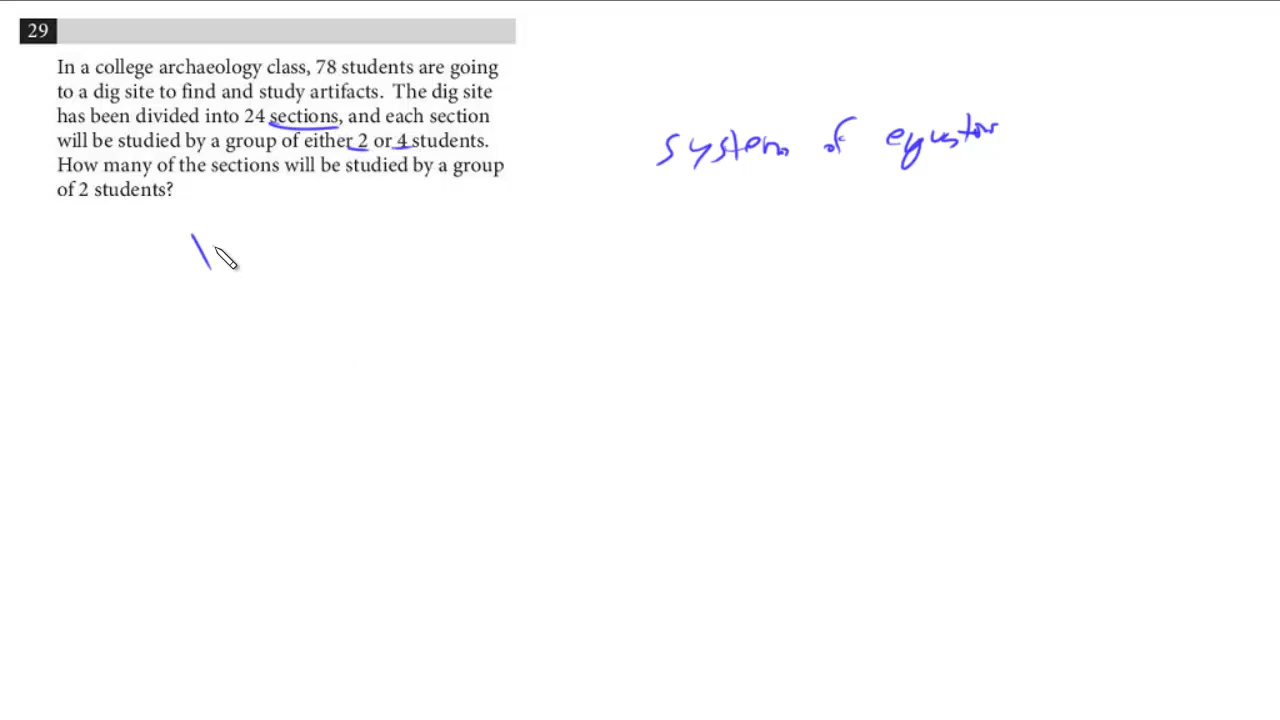 29
In a college archaeology class, 78 students are going
to a dig site to find and study artifacts. The dig site
has been divided into 24 sections, and each section
will be studied by a group of either 2 or 4 students.
How many of the sections will be studied by a group
of 2 students?
system of